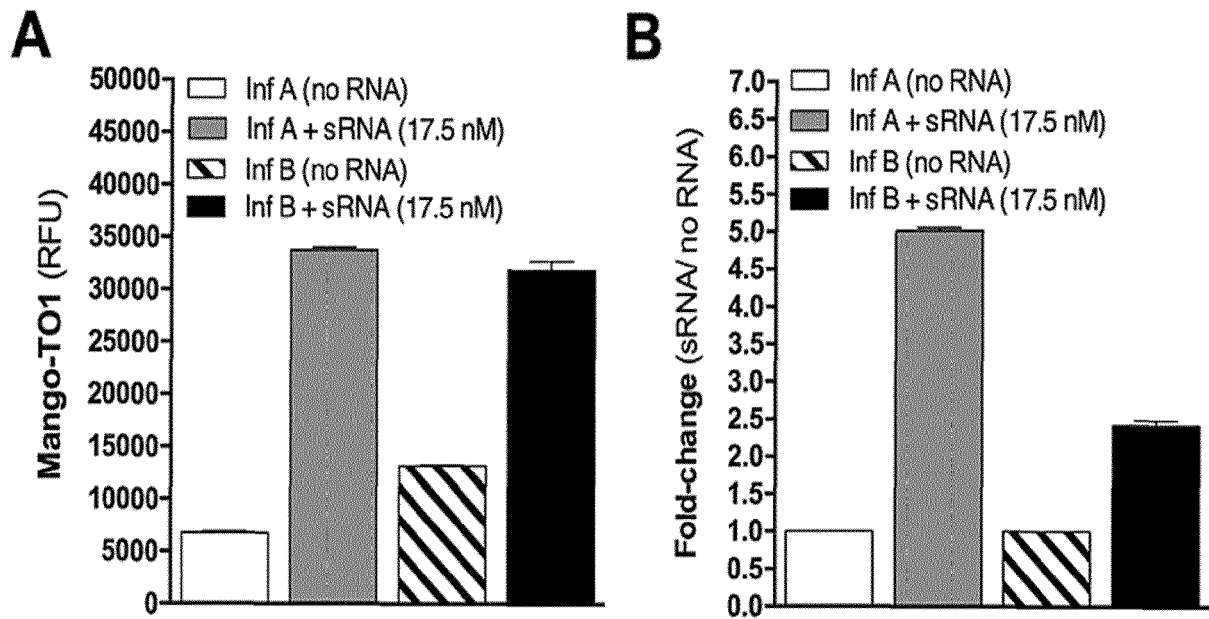 A
Mango-TO1 (RFU)
50000
45000
40000
35000
30000
25000
20000
15000
10000
5000
0
Inf A (no RNA)
Inf A + sRNA (17.5 nM)
Inf B (no RNA)
Inf B + sRNA (17.5 nM)
B
Fold-change (sRNA/ no RNA)
7.0
6.5
6.0
5.5
5.0
4.5
4.0
3.5
3.0
2.5
2.0
1.5
1.0
0.5
0.0
Inf A (no RNA)
Inf A + sRNA (17.5 nM)
Inf B (no RNA)
Inf B + sRNA (17.5 nM)